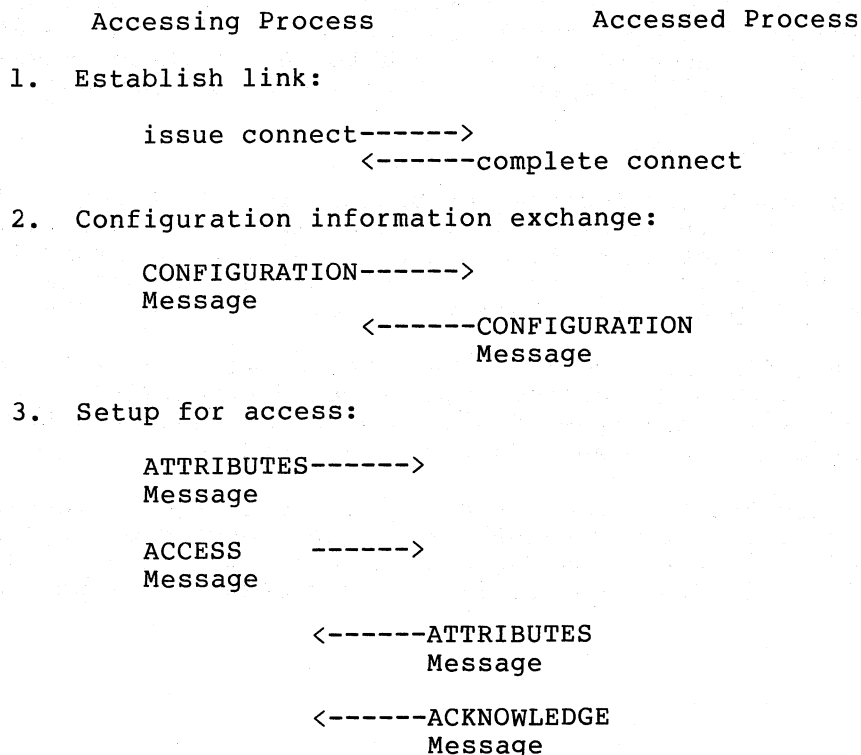 Accessing Process Accessed Process
1. Establish link:
issue connect------>
<------complete connect
2. Configuration information exchange:
CONFIGURATION------>
Message
<------CONFIGURATION
Message
3. Setup for access:
ATTRIBUTES------>
Message
ACCESS ------>
Message
<------ATTRIBUTES
Message
<------ACKNOWLEDGE
Message